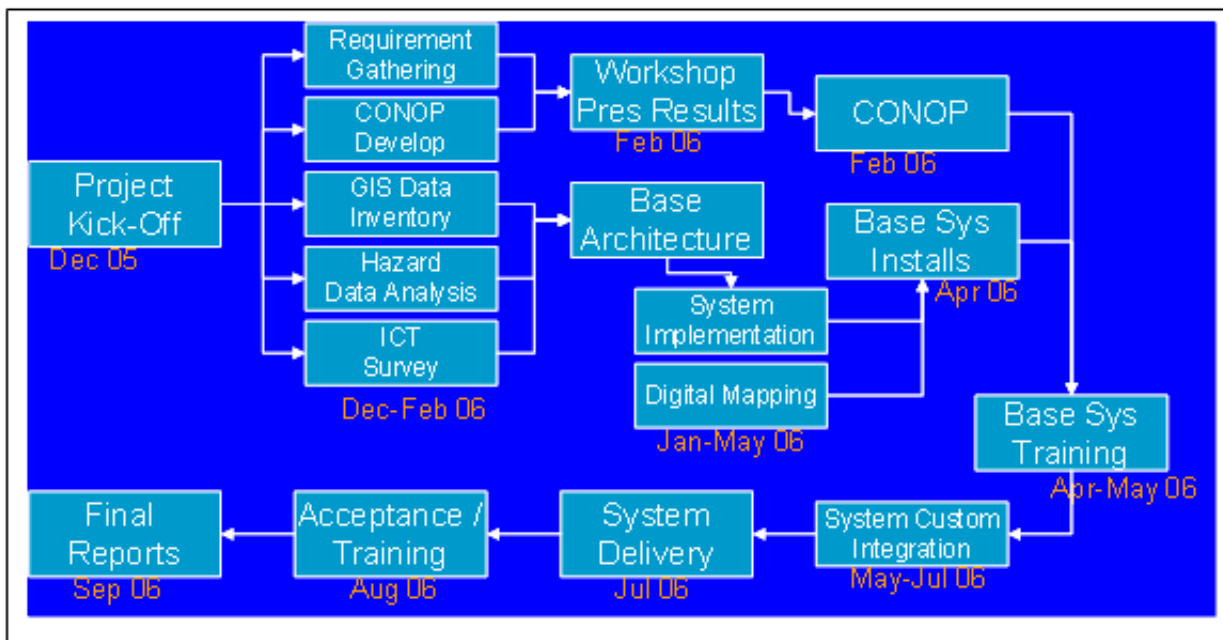 Requirement
Gathering
CONOP
Develop
Workshop
Pres Results
Feb 06
CONOP
Feb 06
Project
Kick-Off
Dec 05
GIS Data
Inventory
Hazard
Data Analysis
ICT
Survey
Dec-Feb 06
Base
Architecture
System
Implementation
Digital Mapping
Jan-May 06
Base Sys
Installs
Apr 06
Base Sys
Training
Apr-May 06
System Custom
Integration
May-Jul 06
System
Delivery
Jul 06
Acceptance /
Training
Aug 06
Final
Reports
Sep 06